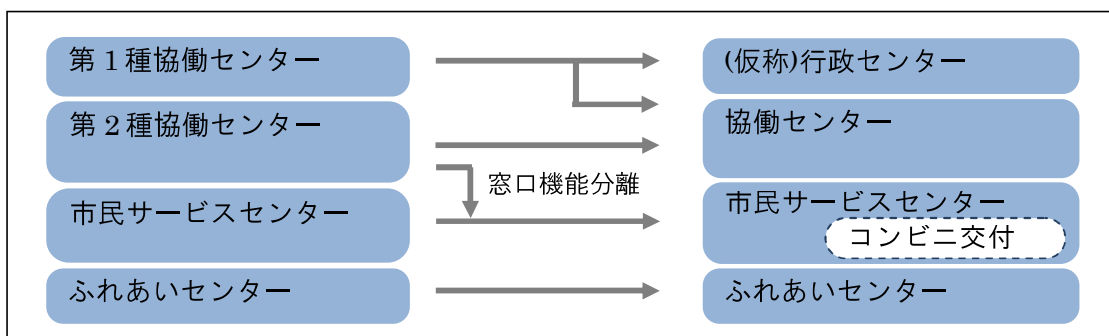 第1種協働センター
第2種協働センター
市民サービスセンター
ふれあいセンター
窓口機能分離
(仮称)行政センター
協働センター
市民サービスセンター
コンビニ交付
ふれあいセンター